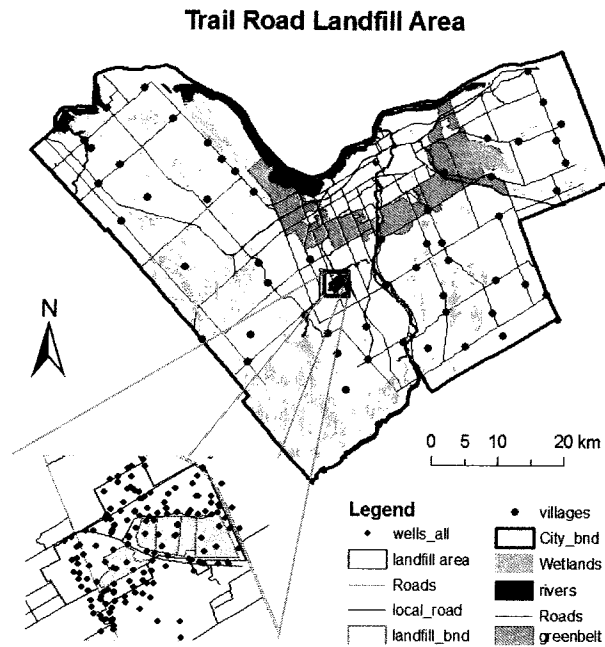 Trail Road Landfill Area
N
0 5 10 20 km
Legend
wells_all
landfill area
Roads
local_road
landfill_bnd
villages
City_bnd
Wetlands
rivers
Roads
greenbelt